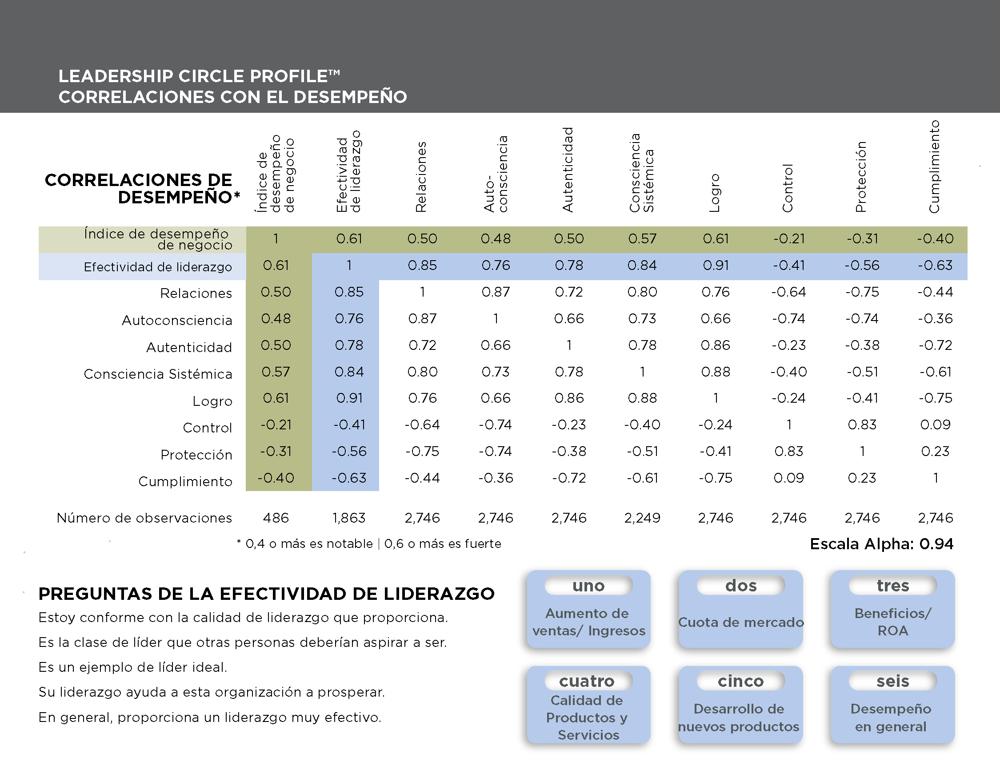 LEADERSHIP CIRCLE PROFILE™
CORRELACIONES CON EL DESEMPEÑO
CORRELACIONES DE
DESEMPEÑO*
Índice de
desempeño
de negocio
Efectividad
de liderazgo
Relaciones
Auto-
consciencia
Autenticidad
Consciencia
Sistémica
Logro
Control
Protección
Cumplimiento
Índice de desempeño
de negocio
1 0.61 0.50 0.48 0.50 0.57 0.61 -0.21 -0.31 -0.40
Efectividad de liderazgo 0.61 1 0.85 0.76 0.78 0.84 0.91 -0.41 -0.56 -0.63
Relaciones 0.50 0.85 1 0.87 0.72 0.80 0.76 -0.64 -0.75 -0.44
Autoconsciencia 0.48 0.76 0.87 1 0.66 0.73 0.66 -0.74 -0.74 -0.36
Autenticidad 0.50 0.78 0.72 0.66 1 0.78 0.86 -0.23 -0.38 -0.72
Consciencia Sistémica 0.57 0.84 0.80 0.73 0.78 1 0.88 -0.40 -0.51 -0.61
Logro 0.61 0.91 0.76 0.66 0.86 0.88 1 -0.24 -0.41 -0.75
Control -0.21 -0.41 -0.64 -0.74 -0.23 -0.40 -0.24 1 0.83 0.09
Protección -0.31 -0.56 -0.75 -0.74 -0.38 -0.51 -0.41 0.83 1 0.23
Cumplimiento -0.40 -0.63 -0.44 -0.36 -0.72 -0.61 -0.75 0.09 0.23 1
Número de observaciones 486 1,863 2,746 2,746 2,746 2,249 2,746 2,746 2,746 2,746
* 0,4 o más es notable | 0,6 o más es fuerte
Escala Alpha: 0.94
PREGUNTAS DE LA EFECTIVIDAD DE LIDERAZGO
Estoy conforme con la calidad de liderazgo que proporciona.
Es la clase de líder que otras personas deberían aspirar a ser.
Es un ejemplo de líder ideal.
Su liderazgo ayuda a esta organización a prosperar.
En general, proporciona un liderazgo muy efectivo.
uno
Aumento de
ventas/ Ingresos
dos
Cuota de mercado
tres
Beneficios/
ROA
cuatro
Calidad de
Productos y
Servicios
cinco
Desarrollo de
nuevos productos
seis
Desempeño
en general